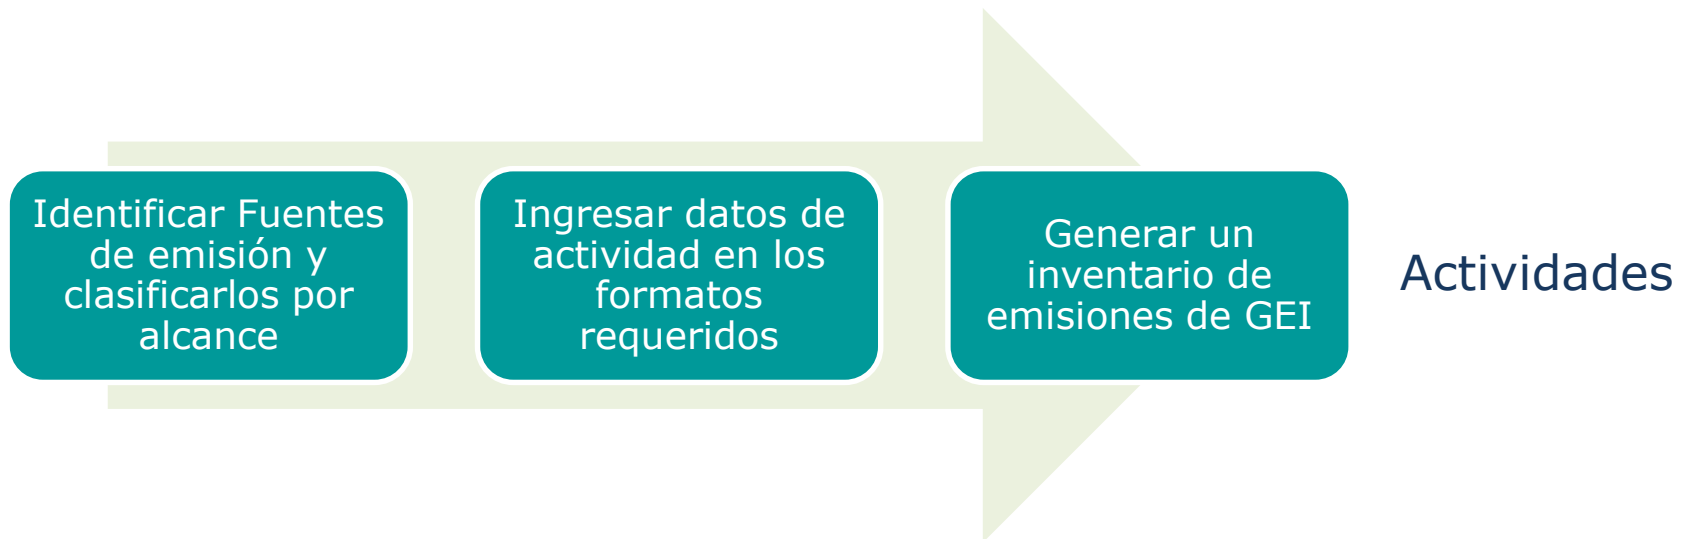 Identificar Fuentes
de emisión y
clasificarlos por
alcance
Ingresar datos de
actividad en los
formatos
requeridos
Generar un
inventario de
emisiones de GEI
Actividades